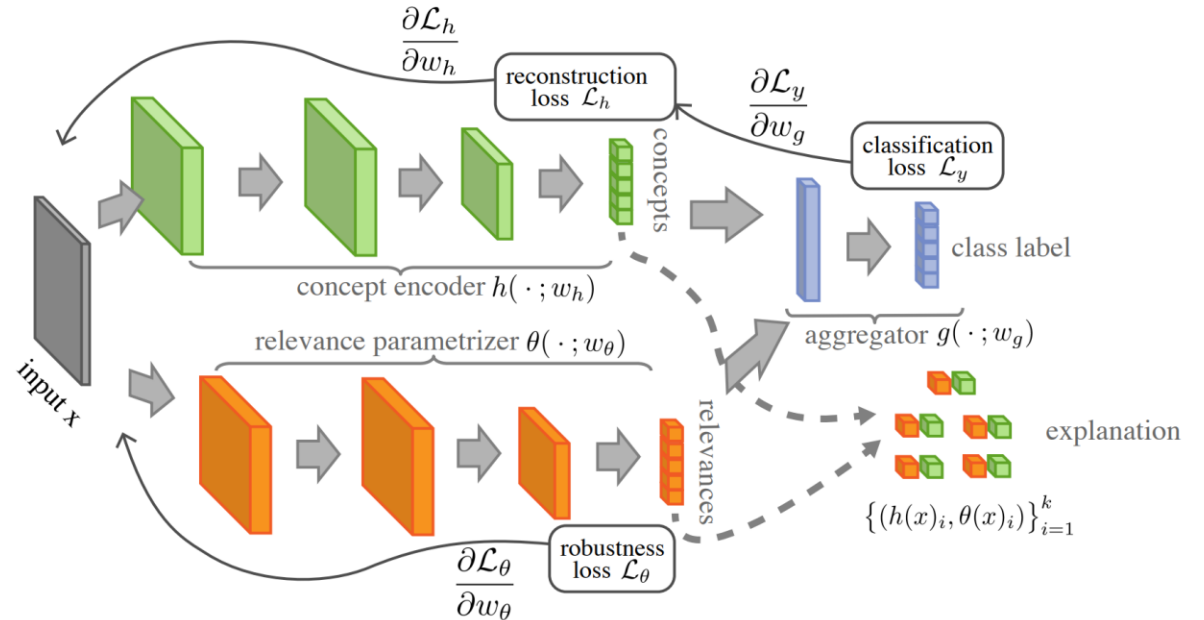 ∂ℒ_h
∂w_h
reconstruction
loss ℒ_h
∂ℒ_y
∂w_g
classification
loss ℒ_y
concepts
class label
concept encoder h( · ; w_h)
aggregator g( · ; w_g)
relevance parametrizer θ( · ; w_θ)
input x
relevances
explanation
{(h(x)_i, θ(x)_i)}_{i=1}^k
robustness
loss ℒ_θ
∂ℒ_θ
∂w_θ